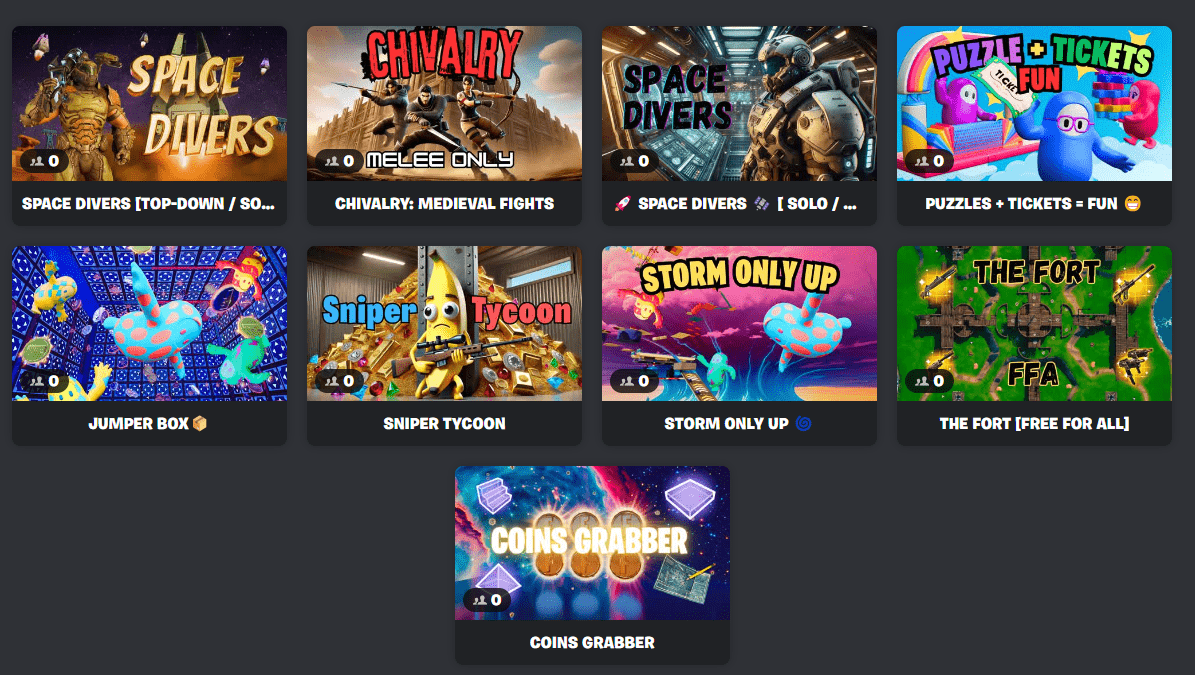 SPACE
DIVERS
0
SPACE DIVERS [TOP-DOWN / SO...
CHIVALRY
MELEE ONLY
0
CHIVALRY: MEDIEVAL FIGHTS
SPACE
DIVERS
0
🚀 SPACE DIVERS 🛰️ [ SOLO / ...
PUZZLE + TICKETS
FUN
TICKE
0
PUZZLES + TICKETS = FUN 😁
0
JUMPER BOX 📦
Sniper Tycoon
0
SNIPER TYCOON
STORM ONLY UP
0
STORM ONLY UP 🌀
THE FORT
FFA
0
THE FORT [FREE FOR ALL]
COINS GRABBER
0
COINS GRABBER